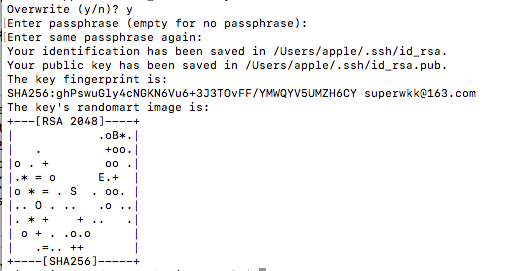 Overwrite (y/n)? y
Enter passphrase (empty for no passphrase):
Enter same passphrase again:
Your identification has been saved in /Users/apple/.ssh/id_rsa.
Your public key has been saved in /Users/apple/.ssh/id_rsa.pub.
The key fingerprint is:
SHA256:ghPswuGly4cNGKN6Vu6+3J3TOvFF/YMWQYV5UMZH6CY superwkk@163.com
The key's randomart image is:
+---[RSA 2048]----+
|           .oB*.|
|   .        +oo.|
|o . +       oo .|
|.* = o     E.+  |
|o * = . S  . oo. |
|.. O . ..   .o ..|
|. * +    + ..   .|
| o + . .o.o      |
|   .=.. ++       |
+----[SHA256]-----+